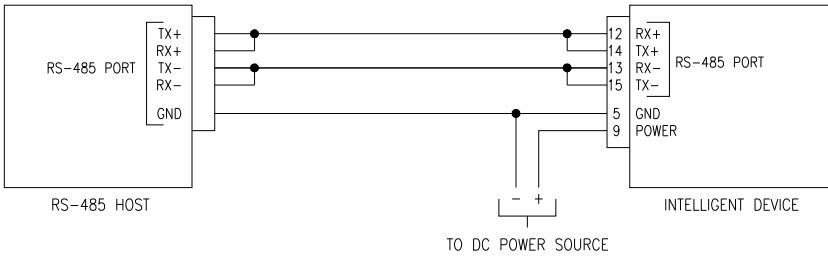 TX+
RX+
RS-485 PORT
TX-
RX-
GND
12 RX+
14 TX+
13 RX-
RS-485 PORT
15 TX-
5 GND
9 POWER
RS-485 HOST
- +
INTELLIGENT DEVICE
TO DC POWER SOURCE